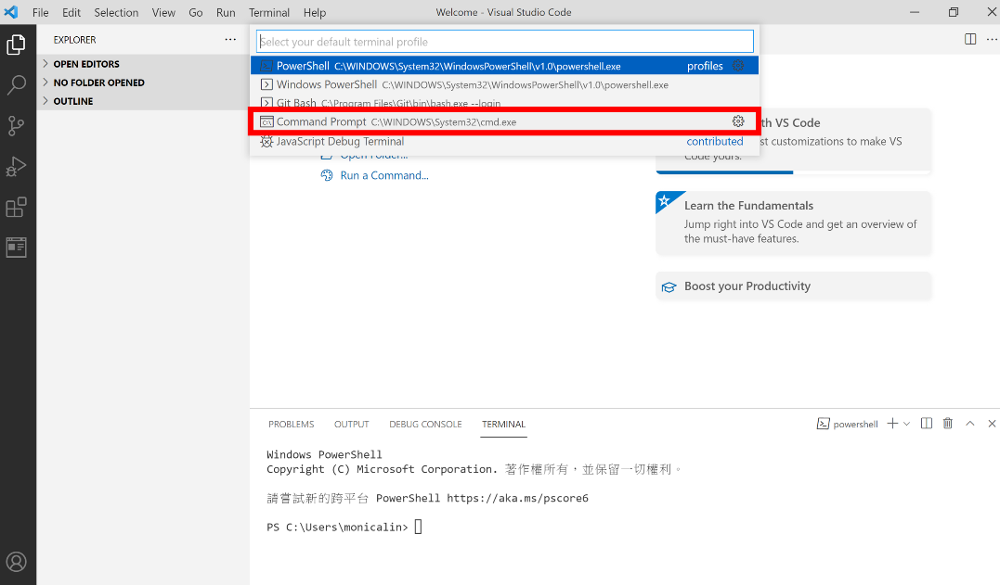 File Edit Selection View Go Run Terminal Help Welcome - Visual Studio Code
EXPLORER
OPEN EDITORS
NO FOLDER OPENED
OUTLINE
Select your default terminal profile
PowerShell C:\WINDOWS\System32\WindowsPowerShell\v1.0\powershell.exe profiles
Windows PowerShell C:\WINDOWS\System32\WindowsPowerShell\v1.0\powershell.exe
Git Bash C:\Program Files\Git\bin\bash.exe --login
Command Prompt C:\WINDOWS\System32\cmd.exe
JavaScript Debug Terminal contributed
Open Folder...
Run a Command...
th VS Code
st customizations to make VS
Code yours.
Learn the Fundamentals
Jump right into VS Code and get an overview of
the must-have features.
Boost your Productivity
PROBLEMS OUTPUT DEBUG CONSOLE TERMINAL powershell
Windows PowerShell
Copyright (C) Microsoft Corporation. 著作權所有，並保留一切權利。
請嘗試新的跨平台 PowerShell https://aka.ms/pscore6
PS C:\Users\monicalin>